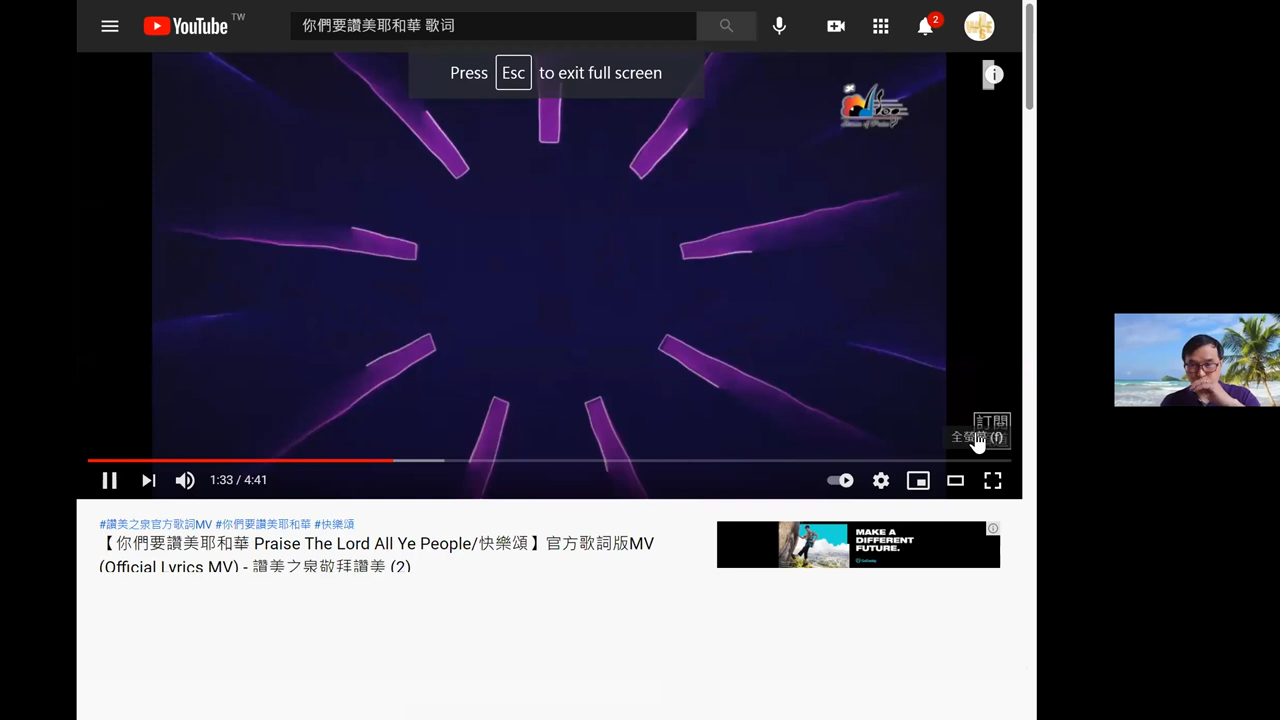 YouTube TW
你們要讚美耶和華 歌词
2
Press Esc to exit full screen
i
訂閱
全螢幕 (f)
1:33 / 4:41
#讚美之泉官方歌詞MV #你們要讚美耶和華 #快樂頌
【你們要讚美耶和華 Praise The Lord All Ye People/快樂頌】官方歌詞版MV
(Official Lyrics MV) - 讚美之泉敬拜讚美 (2)
MAKE A
DIFFERENT
FUTURE.
GoDaddy